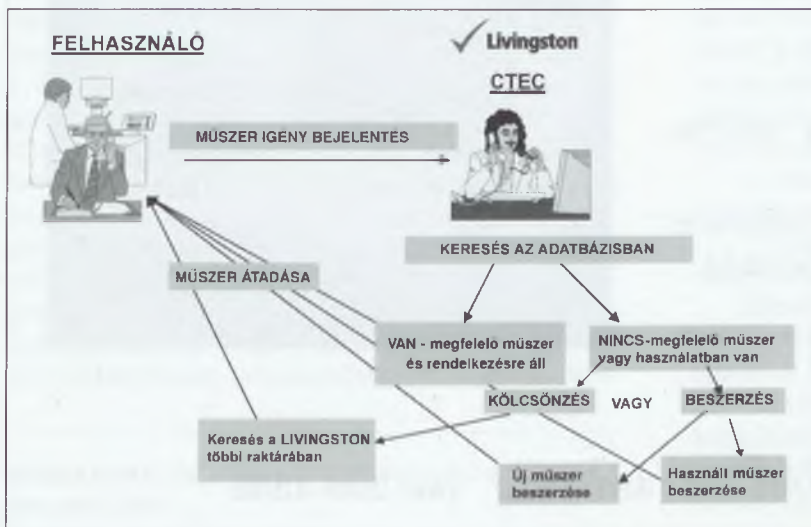 FELHASZNÁLÓ
Livingston
CTEC
MŰSZER IGÉNY BEJELENTÉS
KERESÉS AZ ADATBÁZISBAN
MŰSZER ÁTADÁSA
VAN - megfelelő műszer
és rendelkezésre áll
NINCS-megfelelő műszer
vagy használatban van
KÖLCSÖNZÉS
VAGY
BESZERZÉS
Keresés a LIVINGSTON
többi raktárában
Új műszer
beszerzése
Használt műszer
beszerzése